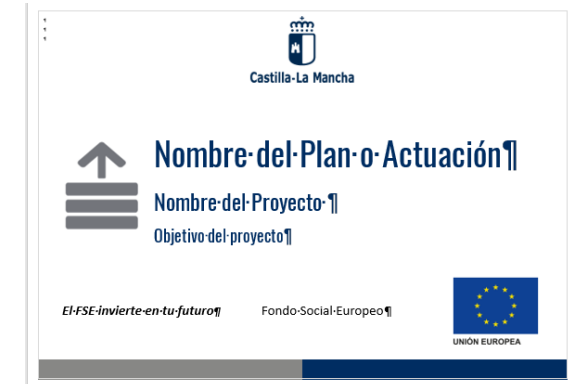 Castilla-La Mancha
Nombre·del·Plan·o·Actuación¶
Nombre·del·Proyecto·¶
Objetivo·del·proyecto¶
El·FSE·invierte·en·tu·futuro¶ Fondo·Social·Europeo¶
UNIÓN EUROPEA